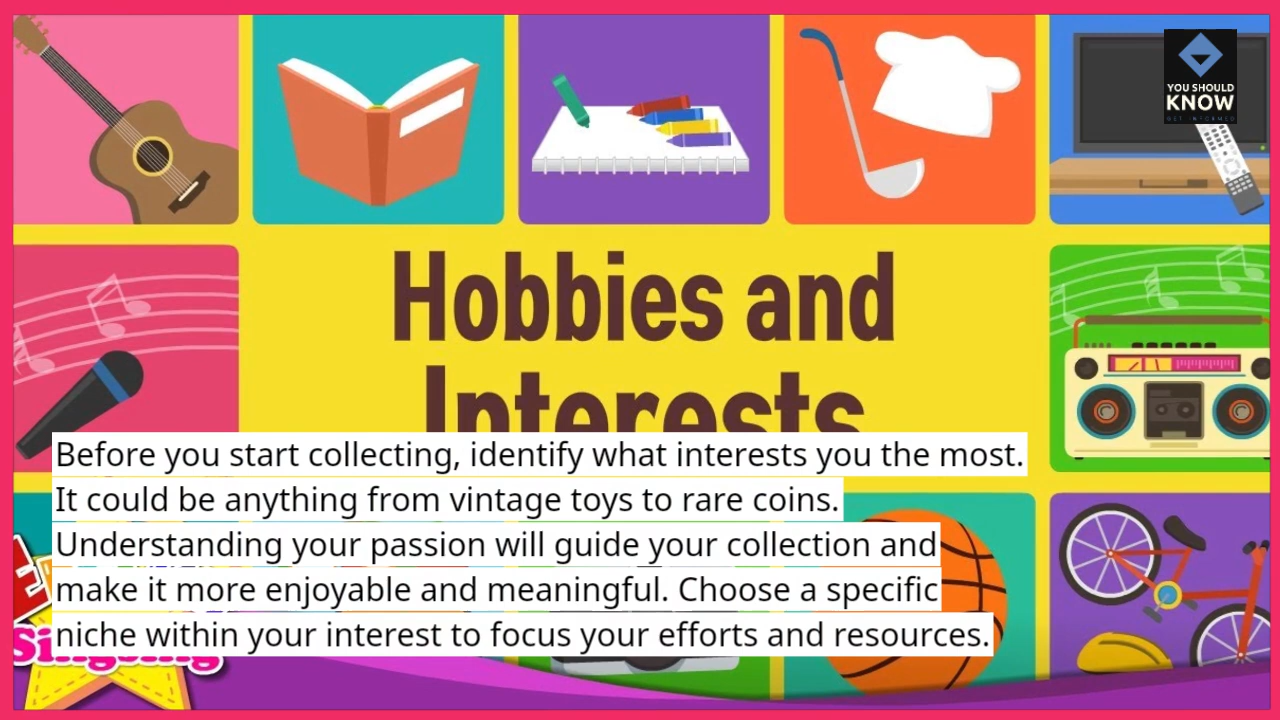 YOU SHOULD
KNOW
GET INFORMED
Hobbies and
Interests
Before you start collecting, identify what interests you the most.
It could be anything from vintage toys to rare coins.
Understanding your passion will guide your collection and
make it more enjoyable and meaningful. Choose a specific
niche within your interest to focus your efforts and resources.